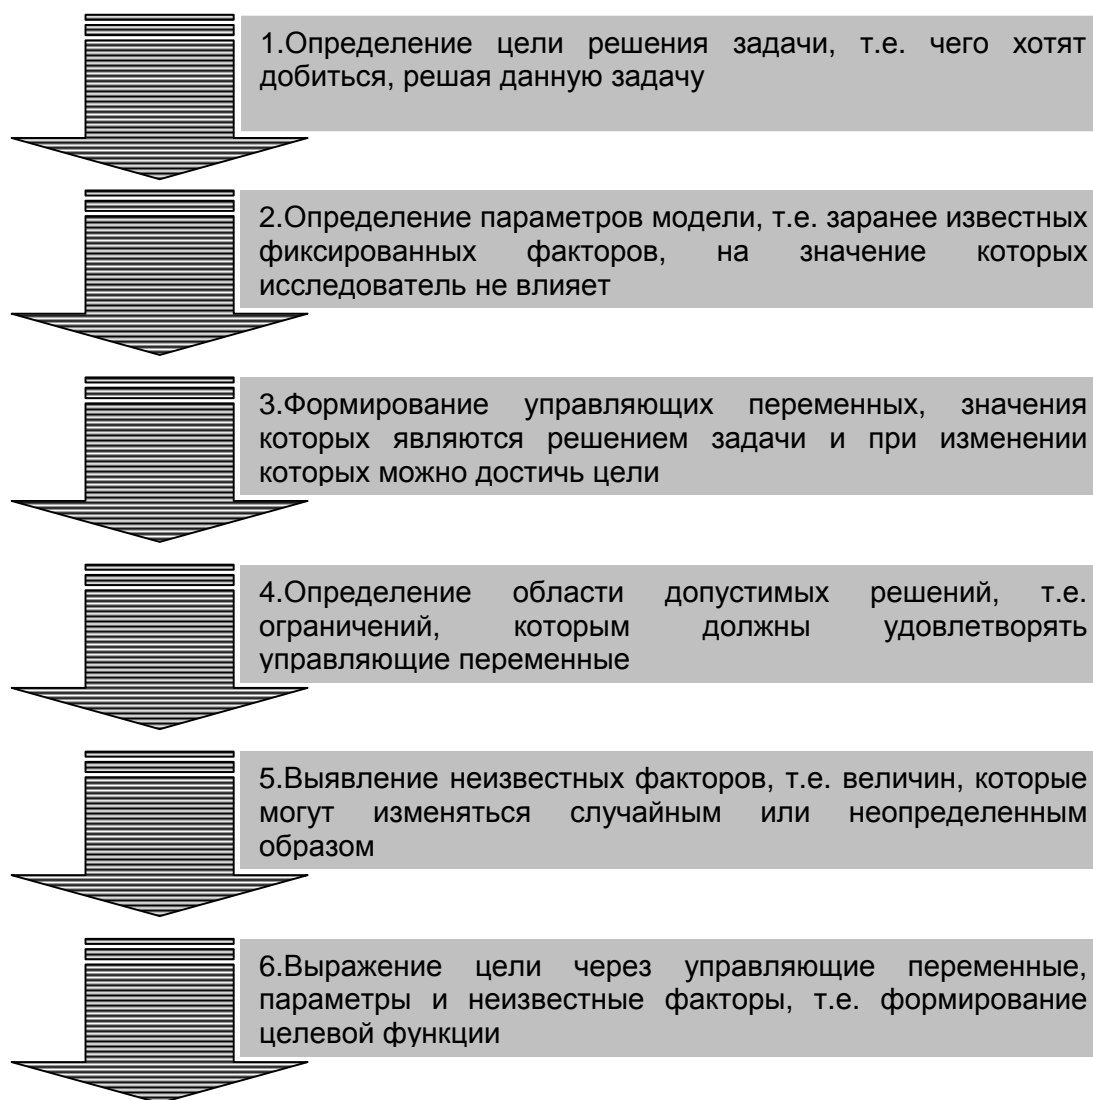 1.Определение цели решения задачи, т.е. чего хотят
добиться, решая данную задачу
2.Определение параметров модели, т.е. заранее известных
фиксированных факторов, на значение которых
исследователь не влияет
3.Формирование управляющих переменных, значения
которых являются решением задачи и при изменении
которых можно достичь цели
4.Определение области допустимых решений, т.е.
ограничений, которым должны удовлетворять
управляющие переменные
5.Выявление неизвестных факторов, т.е. величин, которые
могут изменяться случайным или неопределенным
образом
6.Выражение цели через управляющие переменные,
параметры и неизвестные факторы, т.е. формирование
целевой функции